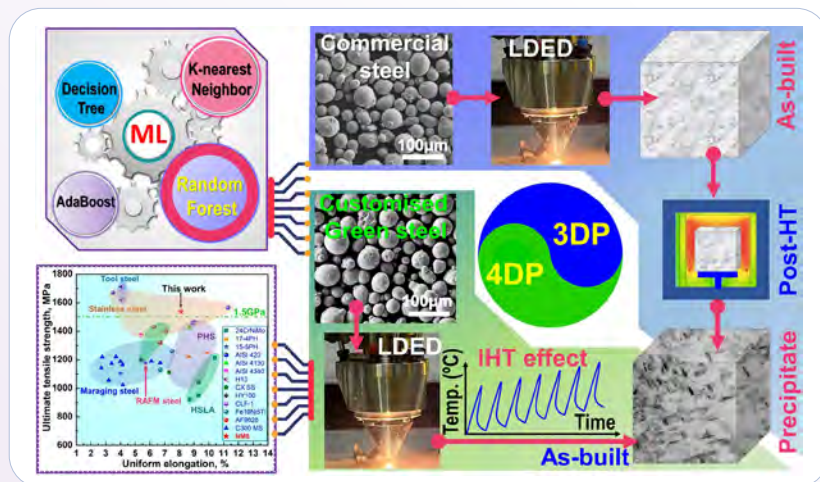 Decision
Tree
K-nearest
Neighbor
ML
AdaBoost
Random
Forest
Commercial
steel
100μm
LDED
As-built
Customised
Green steel
100μm
3DP
4DP
Post-HT
LDED
IHT effect
Temp. (°C)
Time
As-built
Precipitate
Ultimate tensile strength, MPa
1800
1600
1400
1200
1000
800
600
Tool steel
This work
Stainless steel
1.5GPa
PHS
Maraging steel
RAFM steel
HSLA
24CrNiMo
17-4PH
15-5PH
AISI 420
AISI 4130
AISI 4340
H13
CX SS
HY100
CLF-1
AF9628
C300 MS
1 2 3 4 5 6 7 8 9 10 11 12 13 14
Uniform elongation, %